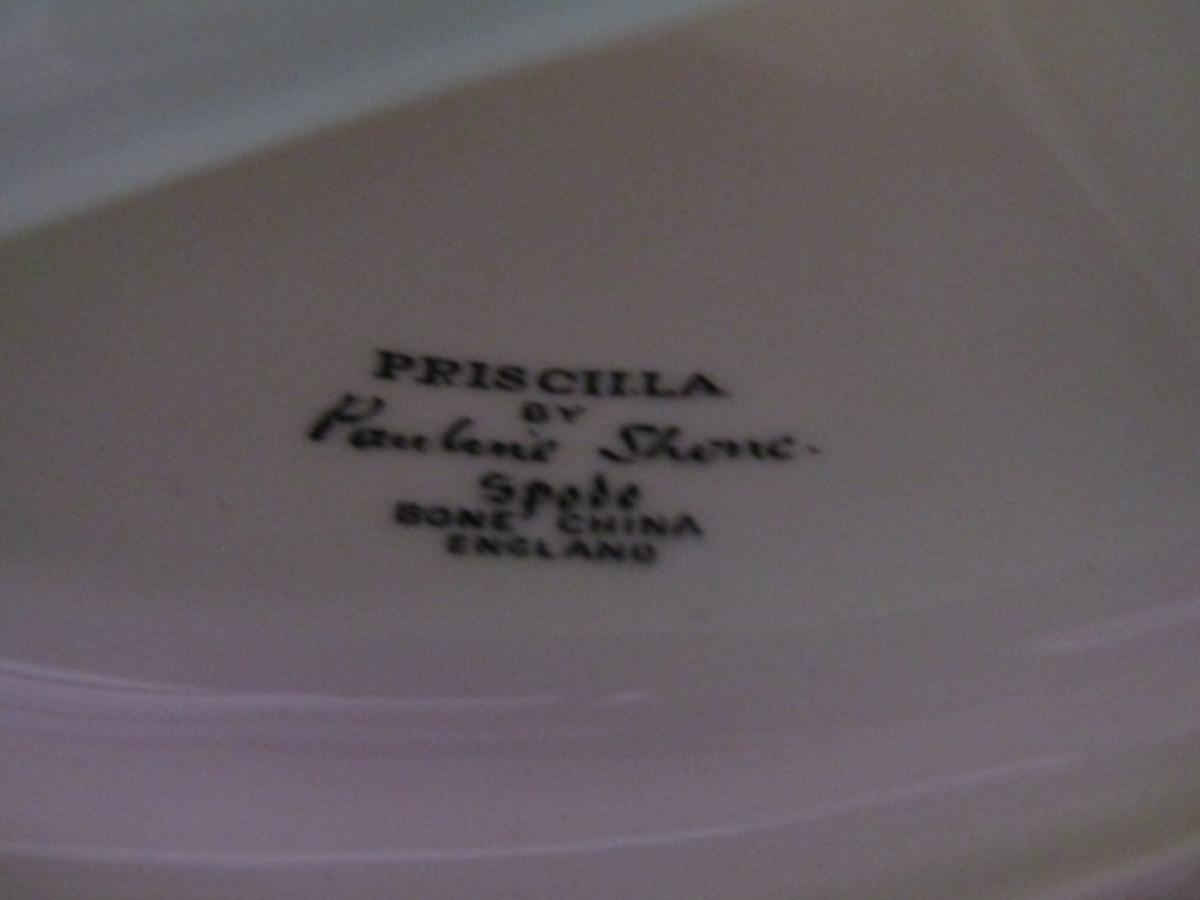 PRISCILLA
BY
Pauline Shone.
Spode
BONE CHINA
ENGLAND